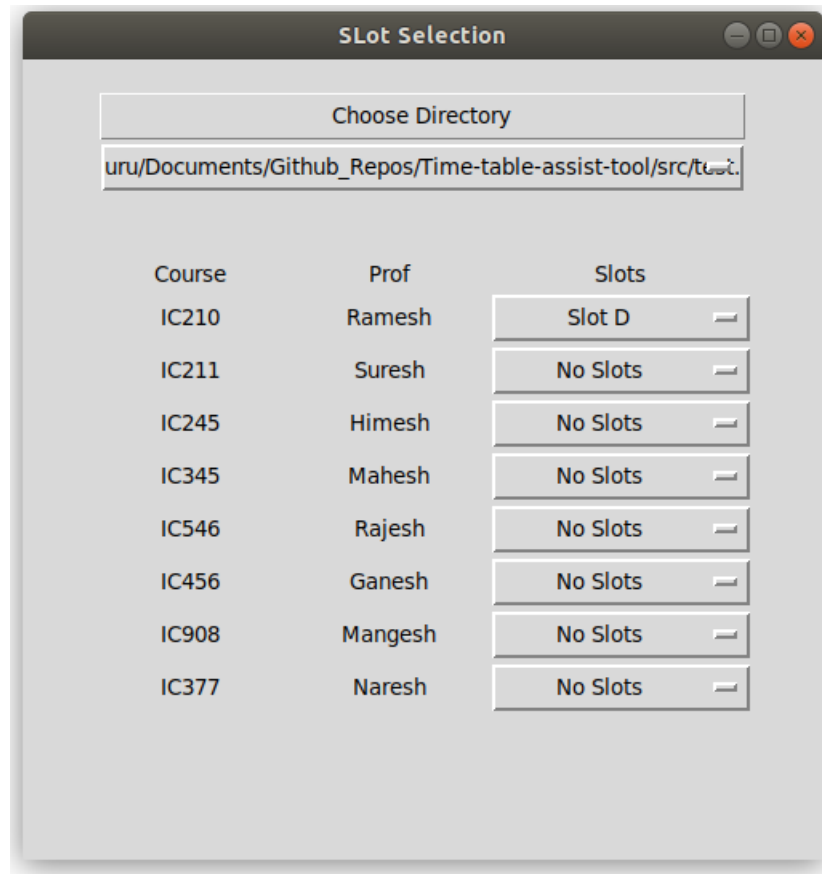 SLot Selection
Choose Directory
uru/Documents/Github_Repos/Time-table-assist-tool/src/test.
Course Prof Slots
IC210 Ramesh Slot D
IC211 Suresh No Slots
IC245 Himesh No Slots
IC345 Mahesh No Slots
IC546 Rajesh No Slots
IC456 Ganesh No Slots
IC908 Mangesh No Slots
IC377 Naresh No Slots